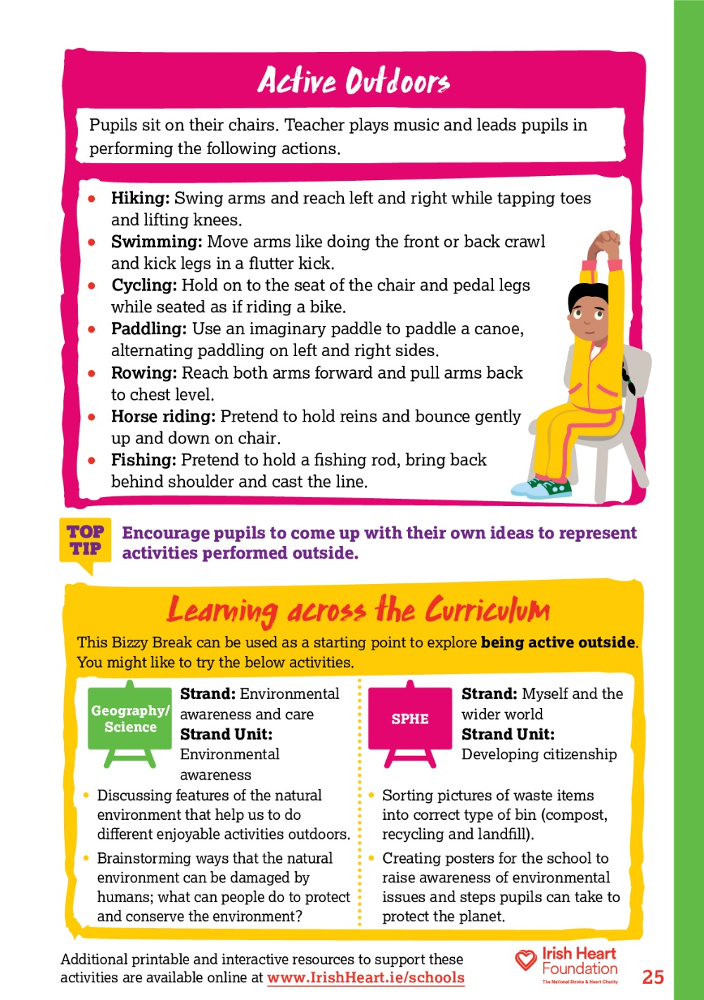 Active Outdoors
Pupils sit on their chairs. Teacher plays music and leads pupils in
performing the following actions.
• Hiking: Swing arms and reach left and right while tapping toes
and lifting knees.
• Swimming: Move arms like doing the front or back crawl
and kick legs in a flutter kick.
• Cycling: Hold on to the seat of the chair and pedal legs
while seated as if riding a bike.
• Paddling: Use an imaginary paddle to paddle a canoe,
alternating paddling on left and right sides.
• Rowing: Reach both arms forward and pull arms back
to chest level.
• Horse riding: Pretend to hold reins and bounce gently
up and down on chair.
• Fishing: Pretend to hold a fishing rod, bring back
behind shoulder and cast the line.
TOP
TIP
Encourage pupils to come up with their own ideas to represent
activities performed outside.
Learning across the Curriculum
This Bizzy Break can be used as a starting point to explore being active outside.
You might like to try the below activities.
Geography/
Science
Strand: Environmental
awareness and care
Strand Unit:
Environmental
awareness
• Discussing features of the natural
environment that help us to do
different enjoyable activities outdoors.
• Brainstorming ways that the natural
environment can be damaged by
humans; what can people do to protect
and conserve the environment?
SPHE
Strand: Myself and the
wider world
Strand Unit:
Developing citizenship
• Sorting pictures of waste items
into correct type of bin (compost,
recycling and landfill).
• Creating posters for the school to
raise awareness of environmental
issues and steps pupils can take to
protect the planet.
Additional printable and interactive resources to support these
activities are available online at www.IrishHeart.ie/schools
Irish Heart
Foundation
The National Stroke & Heart Charity
25